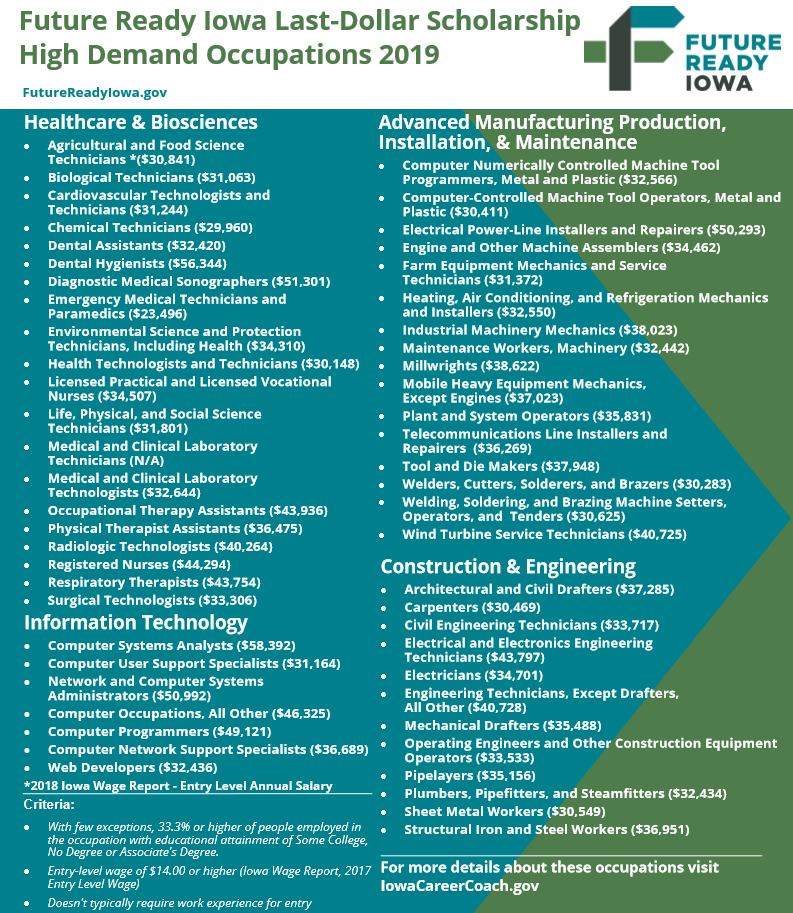 Future Ready Iowa Last-Dollar Scholarship
High Demand Occupations 2019
FutureReadyIowa.gov
FUTURE
READY
IOWA
Healthcare & Biosciences
• Agricultural and Food Science
Technicians *($30,841)
• Biological Technicians ($31,063)
• Cardiovascular Technologists and
Technicians ($31,244)
• Chemical Technicians ($29,960)
• Dental Assistants ($32,420)
• Dental Hygienists ($56,344)
• Diagnostic Medical Sonographers ($51,301)
• Emergency Medical Technicians and
Paramedics ($23,496)
• Environmental Science and Protection
Technicians, Including Health ($34,310)
• Health Technologists and Technicians ($30,148)
• Licensed Practical and Licensed Vocational
Nurses ($34,507)
• Life, Physical, and Social Science
Technicians ($31,801)
• Medical and Clinical Laboratory
Technicians (N/A)
• Medical and Clinical Laboratory
Technologists ($32,644)
• Occupational Therapy Assistants ($43,936)
• Physical Therapist Assistants ($36,475)
• Radiologic Technologists ($40,264)
• Registered Nurses ($44,294)
• Respiratory Therapists ($43,754)
• Surgical Technologists ($33,306)
Information Technology
• Computer Systems Analysts ($58,392)
• Computer User Support Specialists ($31,164)
• Network and Computer Systems
Administrators ($50,992)
• Computer Occupations, All Other ($46,325)
• Computer Programmers ($49,121)
• Computer Network Support Specialists ($36,689)
• Web Developers ($32,436)
*2018 Iowa Wage Report - Entry Level Annual Salary
Criteria:
• With few exceptions, 33.3% or higher of people employed in
the occupation with educational attainment of Some College,
No Degree or Associate's Degree.
• Entry-level wage of $14.00 or higher (Iowa Wage Report, 2017
Entry Level Wage)
• Doesn't typically require work experience for entry
Advanced Manufacturing Production,
Installation, & Maintenance
• Computer Numerically Controlled Machine Tool
Programmers, Metal and Plastic ($32,566)
• Computer-Controlled Machine Tool Operators, Metal and
Plastic ($30,411)
• Electrical Power-Line Installers and Repairers ($50,293)
• Engine and Other Machine Assemblers ($34,462)
• Farm Equipment Mechanics and Service
Technicians ($31,372)
• Heating, Air Conditioning, and Refrigeration Mechanics
and Installers ($32,550)
• Industrial Machinery Mechanics ($38,023)
• Maintenance Workers, Machinery ($32,442)
• Millwrights ($38,622)
• Mobile Heavy Equipment Mechanics,
Except Engines ($37,023)
• Plant and System Operators ($35,831)
• Telecommunications Line Installers and
Repairers ($36,269)
• Tool and Die Makers ($37,948)
• Welders, Cutters, Solderers, and Brazers ($30,283)
• Welding, Soldering, and Brazing Machine Setters,
Operators, and Tenders ($30,625)
• Wind Turbine Service Technicians ($40,725)
Construction & Engineering
• Architectural and Civil Drafters ($37,285)
• Carpenters ($30,469)
• Civil Engineering Technicians ($33,717)
• Electrical and Electronics Engineering
Technicians ($43,797)
• Electricians ($34,701)
• Engineering Technicians, Except Drafters,
All Other ($40,728)
• Mechanical Drafters ($35,488)
• Operating Engineers and Other Construction Equipment
Operators ($33,533)
• Pipelayers ($35,156)
• Plumbers, Pipefitters, and Steamfitters ($32,434)
• Sheet Metal Workers ($30,549)
• Structural Iron and Steel Workers ($36,951)
For more details about these occupations visit
IowaCareerCoach.gov